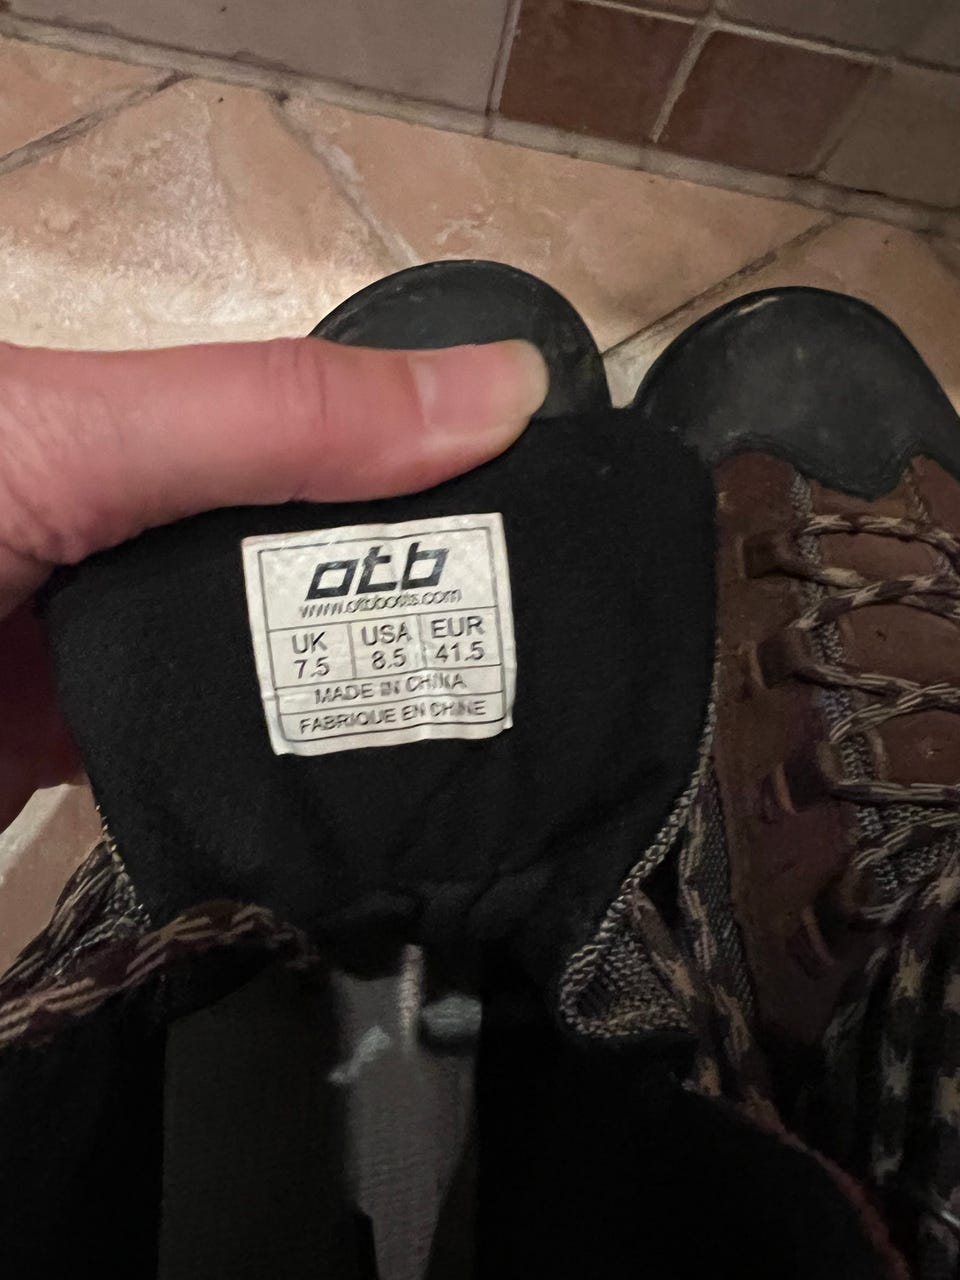 otb
www.otbboots.com
UK USA EUR
7.5 8.5 41.5
MADE IN CHINA
FABRIQUE EN CHINE